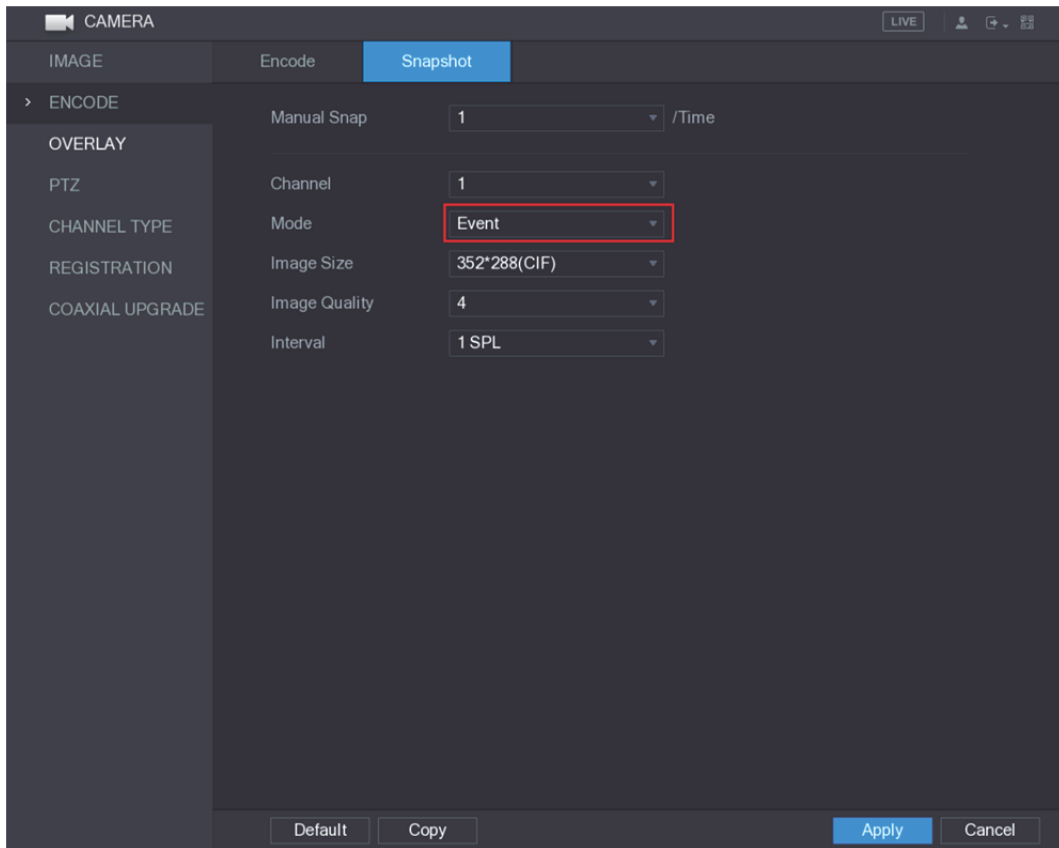 CAMERA LIVE
IMAGE
> ENCODE
OVERLAY
PTZ
CHANNEL TYPE
REGISTRATION
COAXIAL UPGRADE
Encode Snapshot
Manual Snap 1 /Time
Channel 1
Mode Event
Image Size 352*288(CIF)
Image Quality 4
Interval 1 SPL
Default Copy Apply Cancel